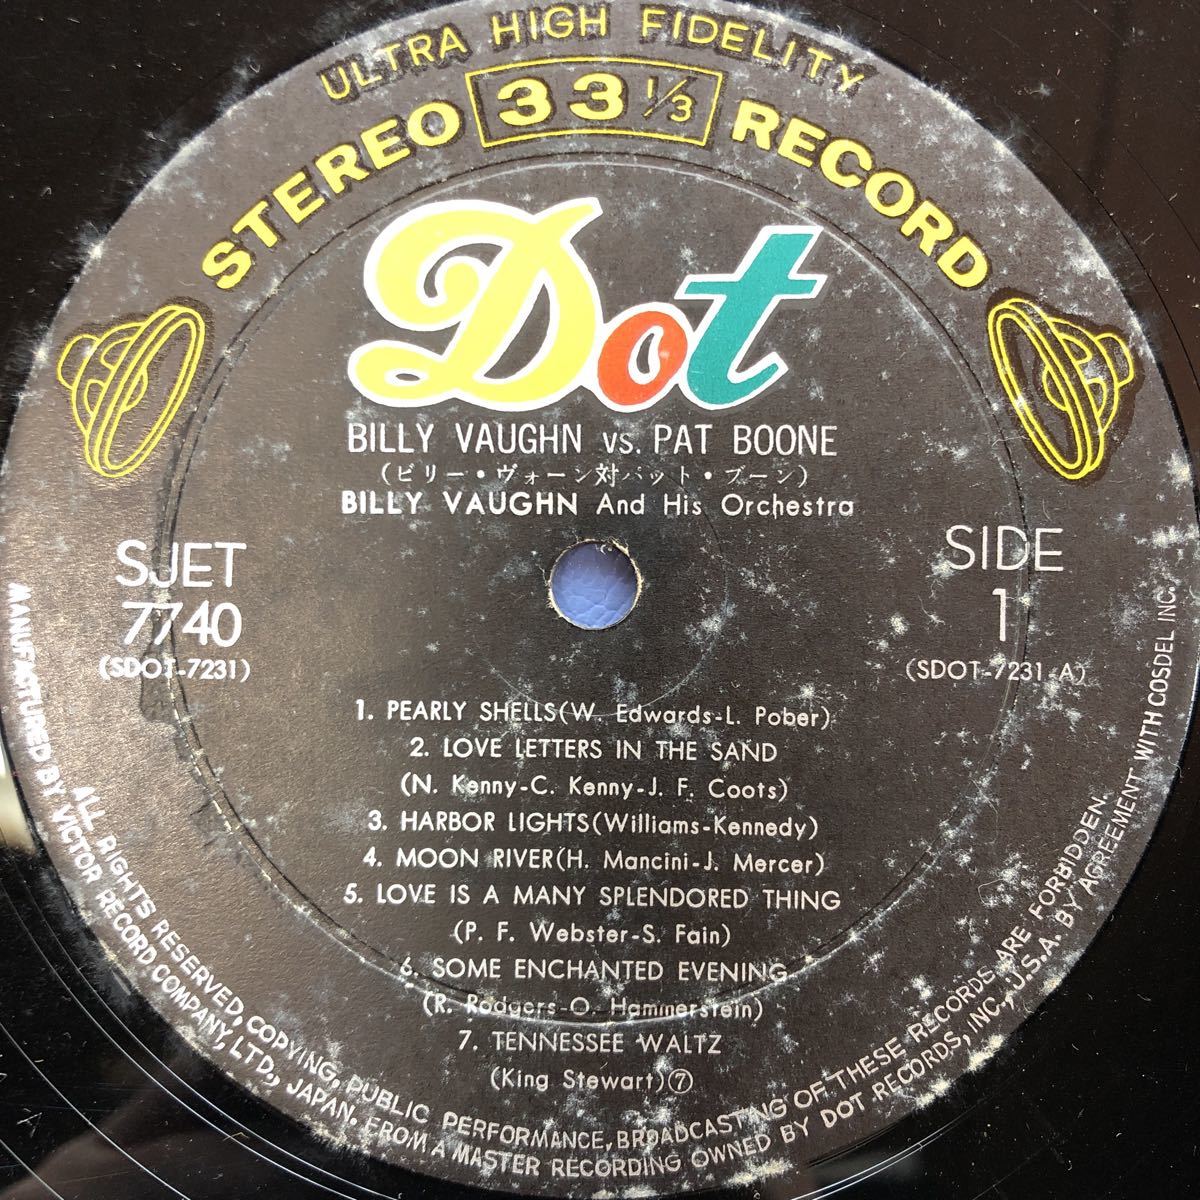 ULTRA HIGH FIDELITY
STEREO 33 1/3 RECORD
Dot
BILLY VAUGHN vs. PAT BOONE
(ビリー・ヴォーン対パット・ブーン)
BILLY VAUGHN And His Orchestra
SJET
7740
(SDOT-7231)
SIDE
1
(SDOT-7231-A)
1. PEARLY SHELLS(W. Edwards-L. Pober)
2. LOVE LETTERS IN THE SAND
(N. Kenny-C. Kenny-J. F. Coots)
3. HARBOR LIGHTS(Williams-Kennedy)
4. MOON RIVER(H. Mancini-J. Mercer)
5. LOVE IS A MANY SPLENDORED THING
(P. F. Webster-S. Fain)
6. SOME ENCHANTED EVENING
(R. Rodgers-O. Hammerstein)
7. TENNESSEE WALTZ
(King Stewart)⑦
ALL RIGHTS RESERVED, COPYING, PUBLIC PERFORMANCE, BROADCASTING OF THESE RECORDS ARE FORBIDDEN.
MANUFACTURED BY VICTOR RECORD COMPANY, LTD., JAPAN. FROM A MASTER RECORDING OWNED BY DOT RECORDS, INC., U.S.A. BY AGREEMENT WITH COSDEL INC.
A